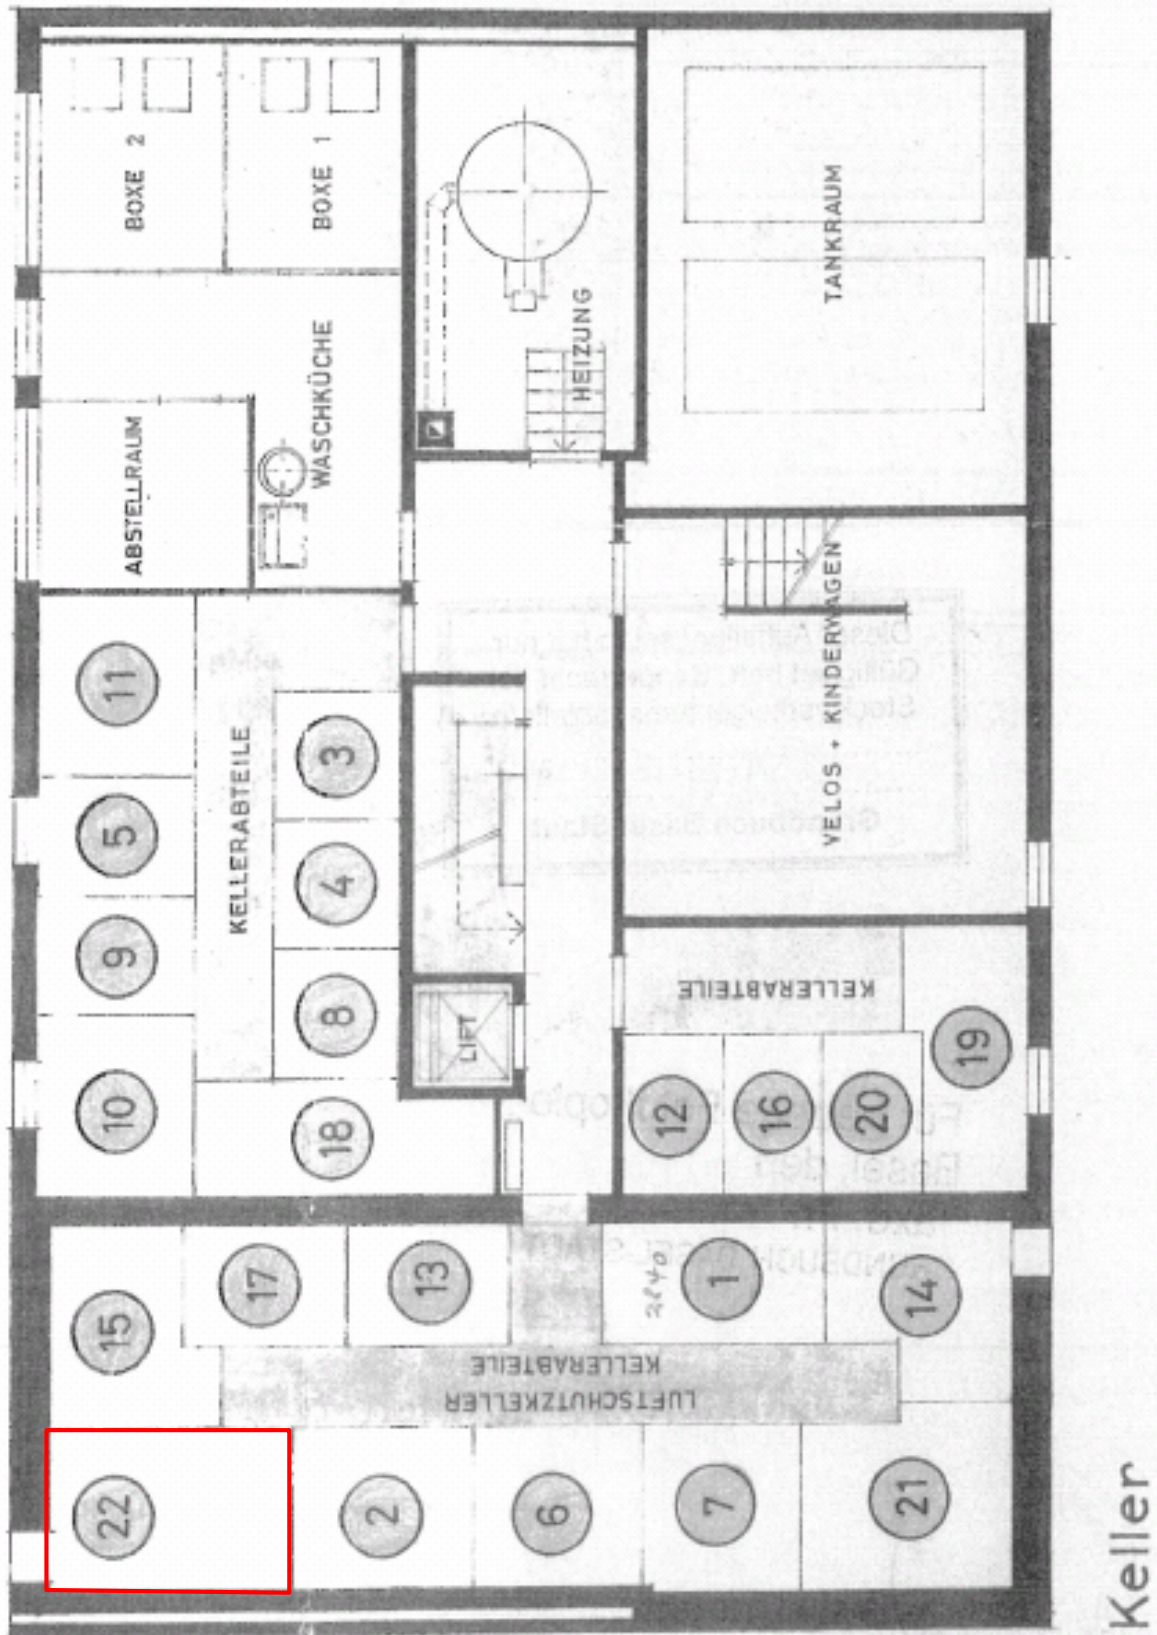 BOXE 2
BOXE 1
TANKRAUM
HEIZUNG
WASCHKÜCHE
ABSTELLRAUM
11
3
KELLERABTEILE
VELOS + KINDERWAGEN
5
4
9
8
KELLERABTEILE
LIFT
19
10
18
12
16
20
17
13
2840
1
14
15
KELLERABTEILE
LUFTSCHUTZKELLER
22
2
6
7
21
Keller